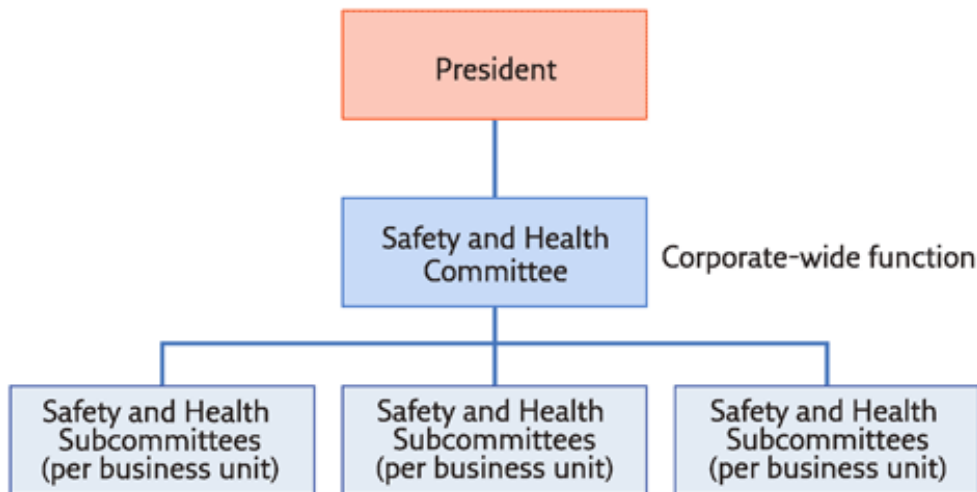 President
Safety and Health
Committee
Corporate-wide function
Safety and Health
Subcommittees
(per business unit)
Safety and Health
Subcommittees
(per business unit)
Safety and Health
Subcommittees
(per business unit)